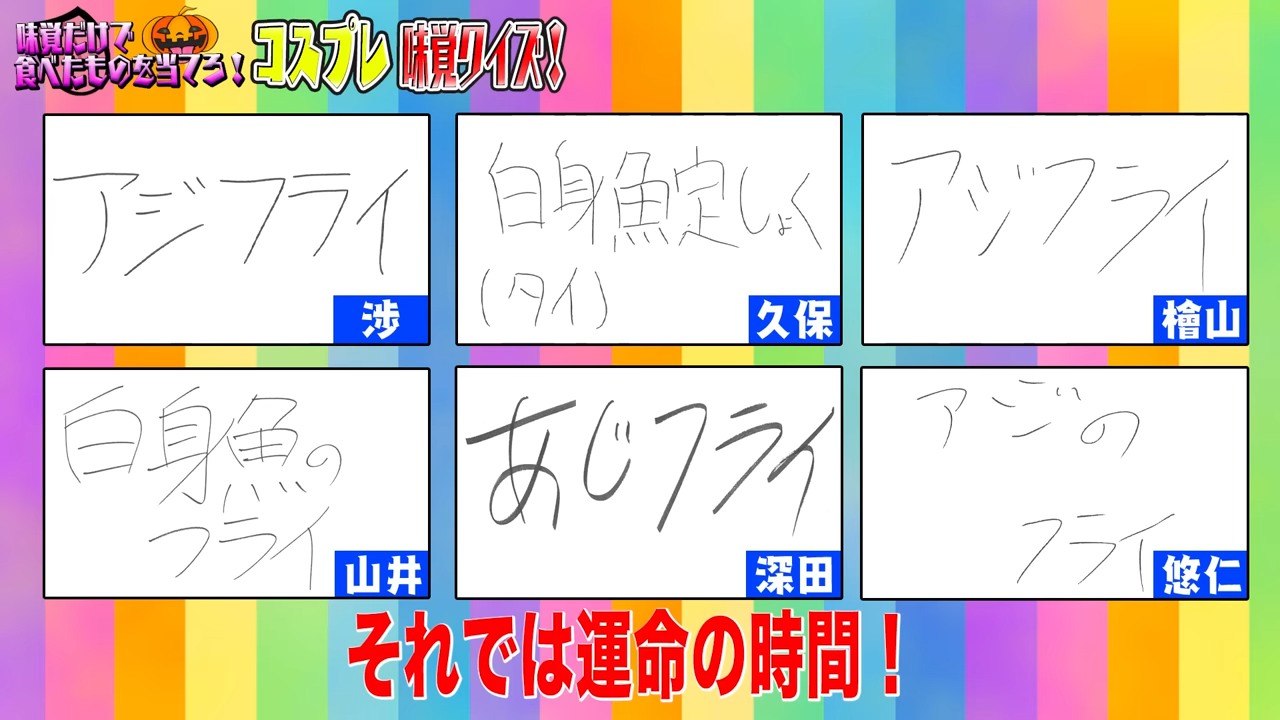 味覚だけで
食べたものを当てろ！
コスプレ 味覚クイズ！
アジフライ
渉
白身魚定しょく
(タイ)
久保
アジフライ
檜山
白身魚の
フライ
山井
あじフライ
深田
アジの
フライ
悠仁
それでは運命の時間！